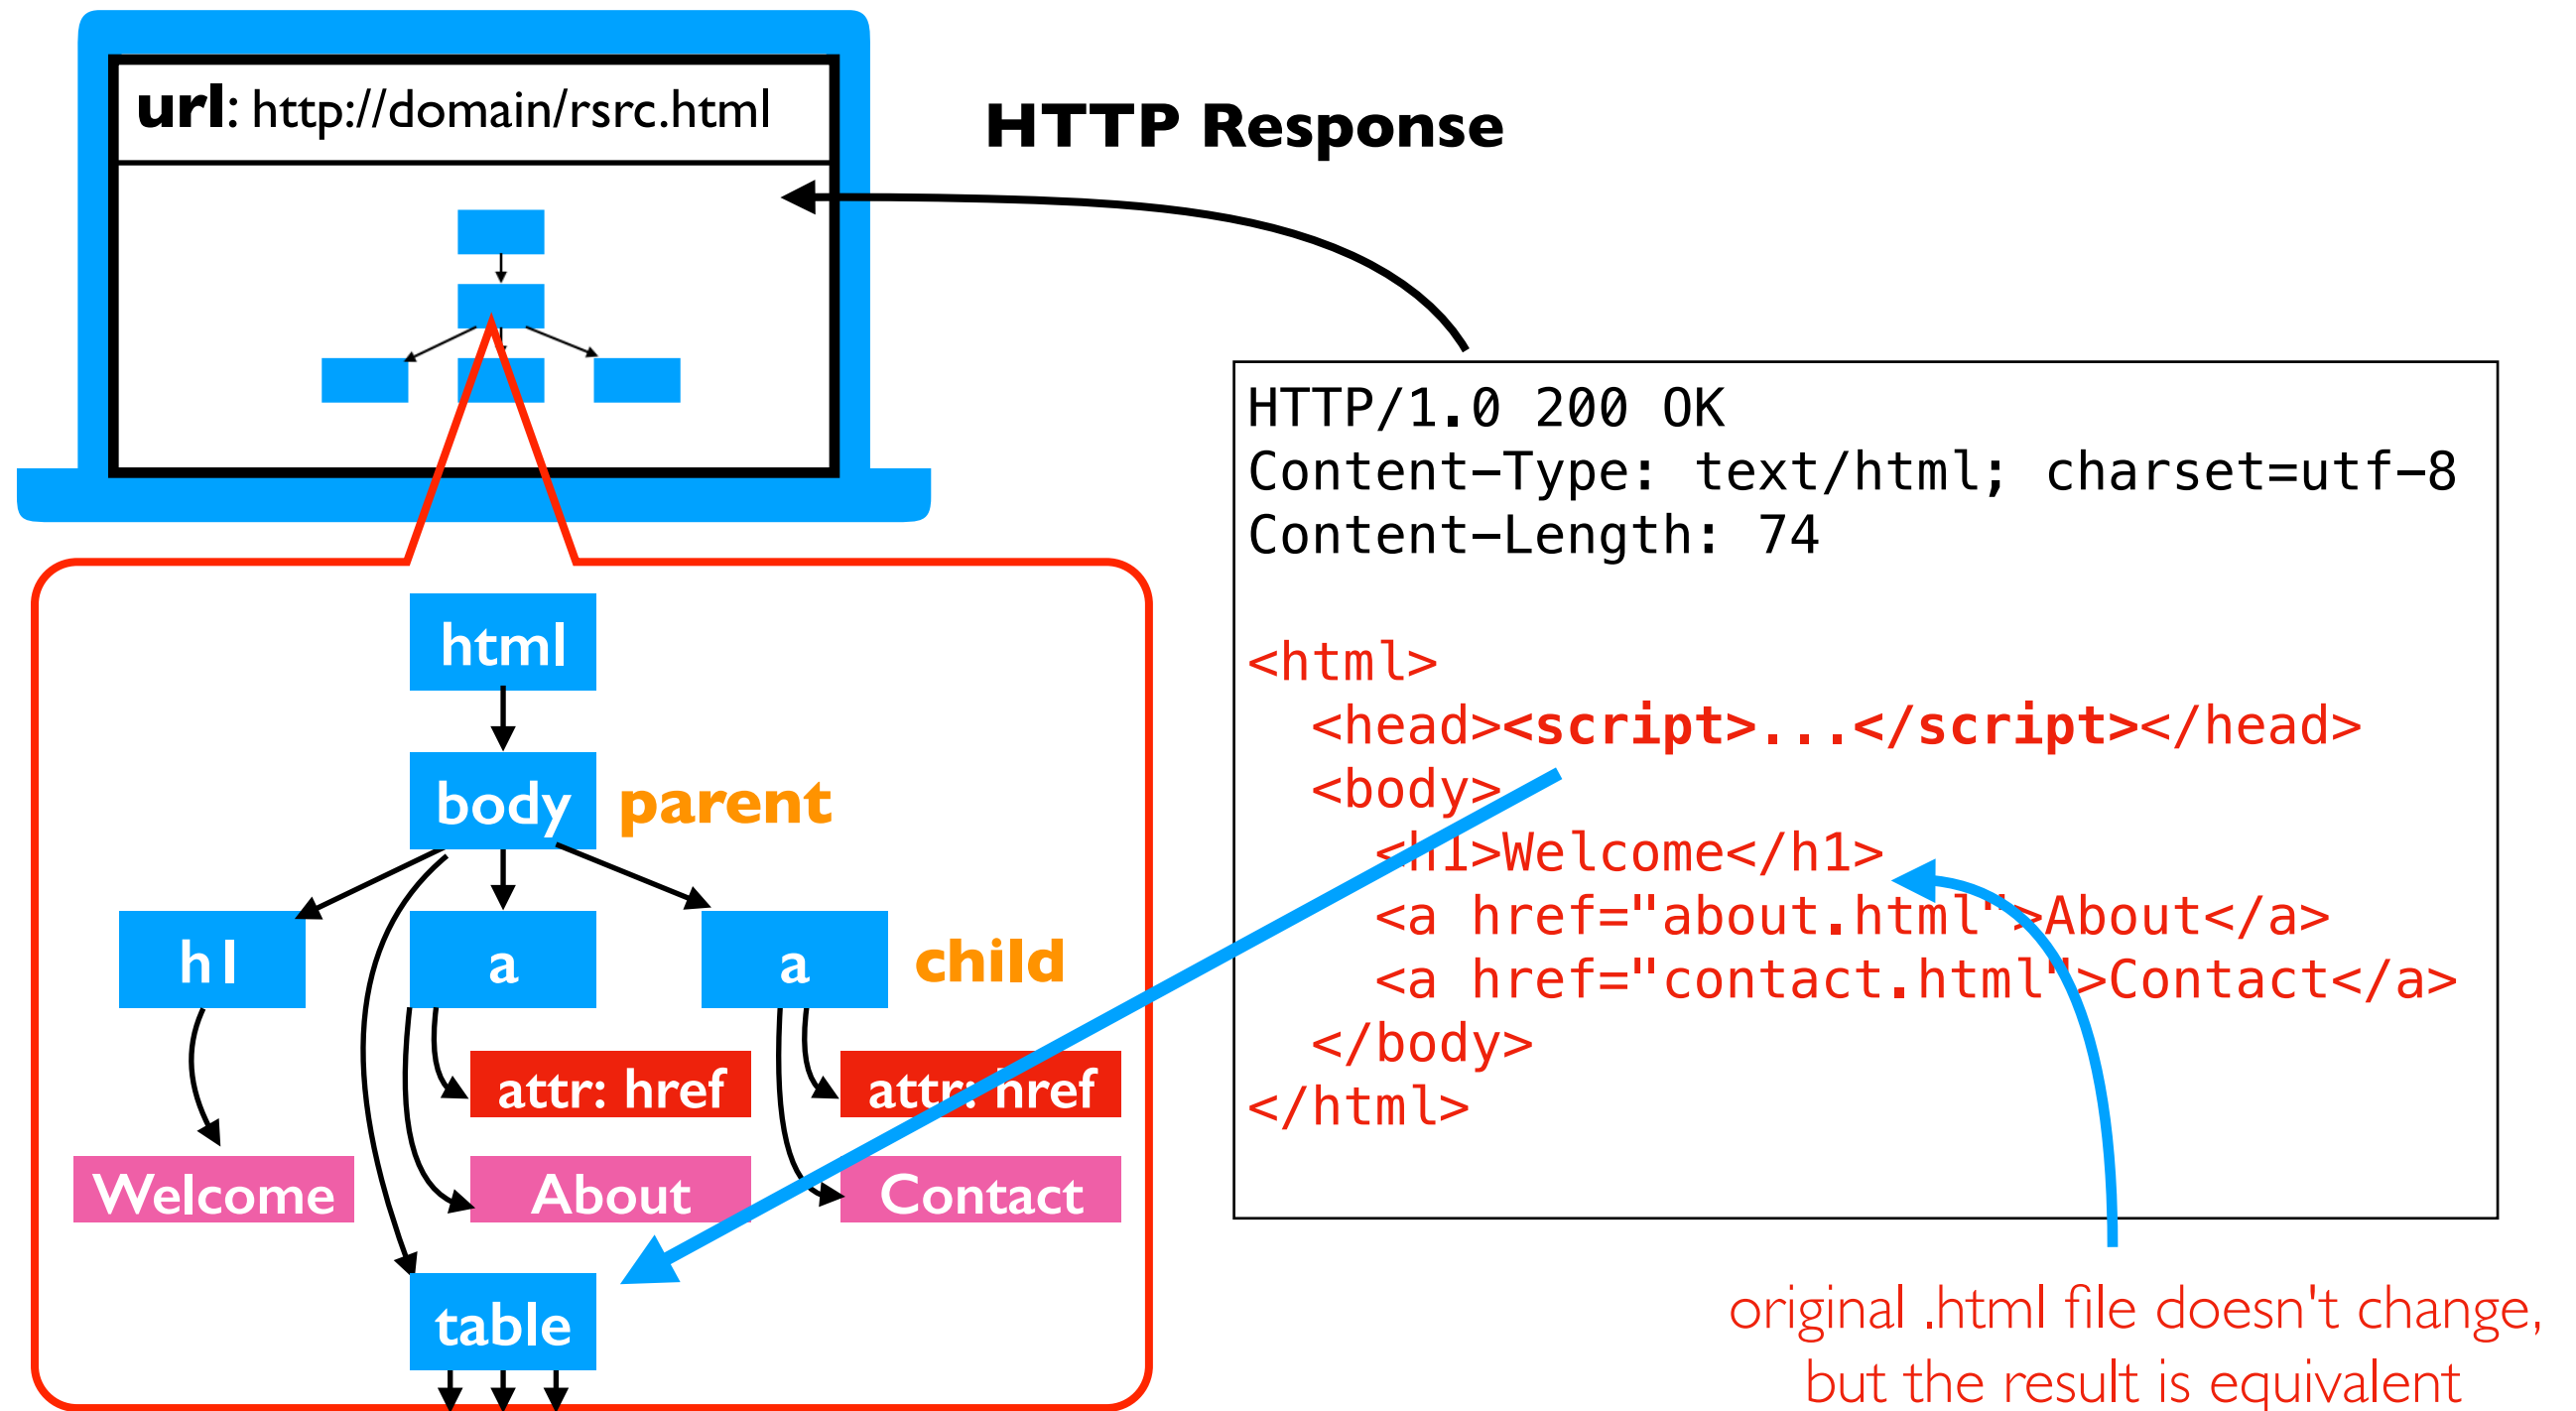 url: http://domain/rsrc.html
HTTP Response
HTTP/1.0 200 OK
Content-Type: text/html; charset=utf-8
Content-Length: 74
<html>
<head><script>...</script></head>
<body>
<h1>Welcome</h1>
<a href="about.html">About</a>
<a href="contact.html">Contact</a>
</body>
</html>
html
body parent
h1 a a child
attr: href attr: href
Welcome About Contact
table
original .html file doesn't change,
but the result is equivalent